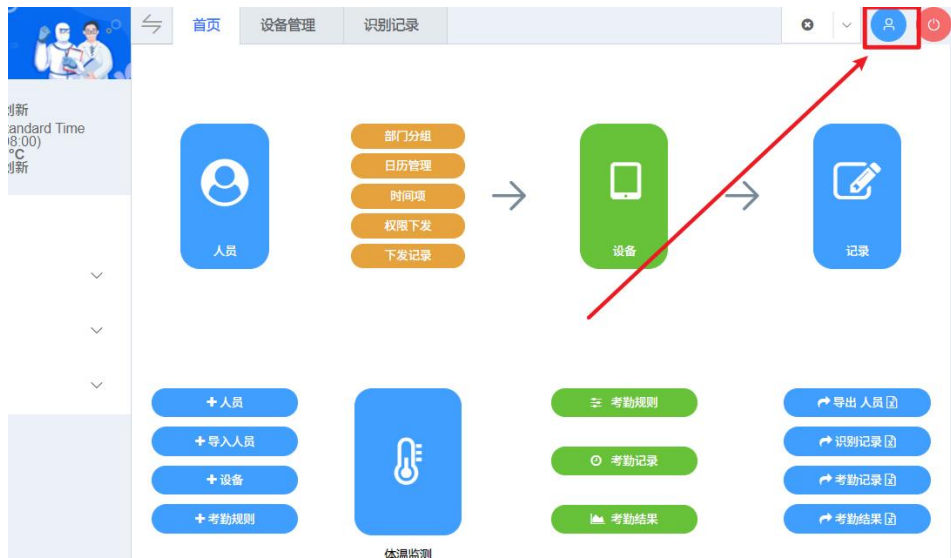 首页 设备管理 识别记录
创新
tandard Time
08:00)
°C
创新
部门分组
日历管理
时间项
权限下发
下发记录
人员
设备
记录
+人员
+导入人员
+设备
+考勤规则
体温监测
考勤规则
考勤记录
考勤结果
导出 人员
识别记录
考勤记录
考勤结果